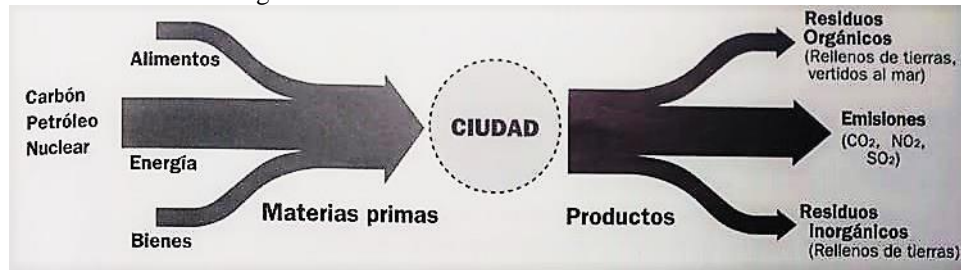 Alimentos
Carbón
Petróleo
Nuclear
Energía
Bienes
Materias primas
CIUDAD
Productos
Residuos
Orgánicos
(Rellenos de tierras,
vertidos al mar)
Emisiones
(CO₂, NO₂,
SO₂)
Residuos
Inorgánicos
(Rellenos de tierras)